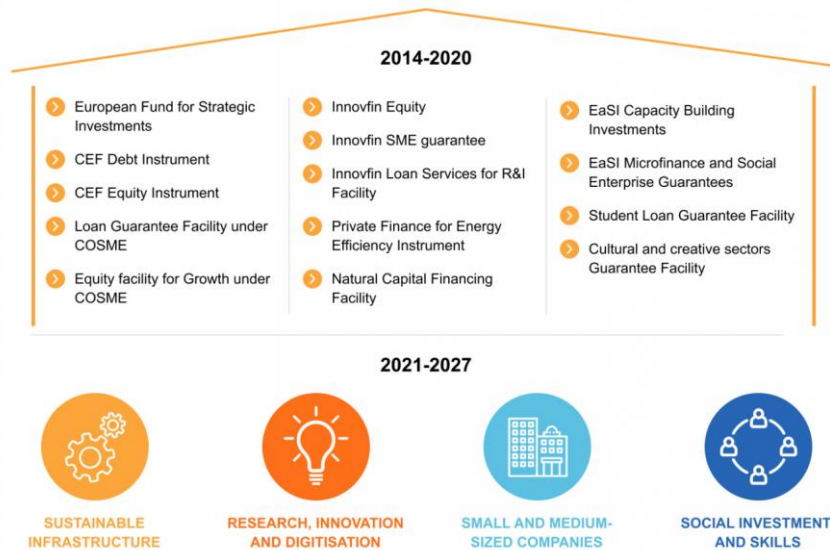 2014-2020
European Fund for Strategic
Investments
CEF Debt Instrument
CEF Equity Instrument
Loan Guarantee Facility under
COSME
Equity facility for Growth under
COSME
Innovfin Equity
Innovfin SME guarantee
Innovfin Loan Services for R&I
Facility
Private Finance for Energy
Efficiency Instrument
Natural Capital Financing
Facility
EaSI Capacity Building
Investments
EaSI Microfinance and Social
Enterprise Guarantees
Student Loan Guarantee Facility
Cultural and creative sectors
Guarantee Facility
2021-2027
SUSTAINABLE
INFRASTRUCTURE
RESEARCH, INNOVATION
AND DIGITISATION
SMALL AND MEDIUM-
SIZED COMPANIES
SOCIAL INVESTMENT
AND SKILLS